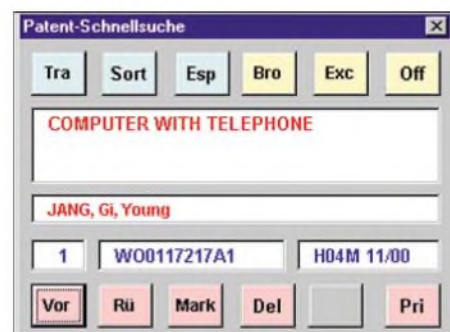 Patent-Schnellsuche
Tra Sort Esp Bro Exc Off
COMPUTER WITH TELEPHONE
JANG, Gi, Young
1 WO0117217A1 H04M 11/00
Vor Rü Mark Del Pri